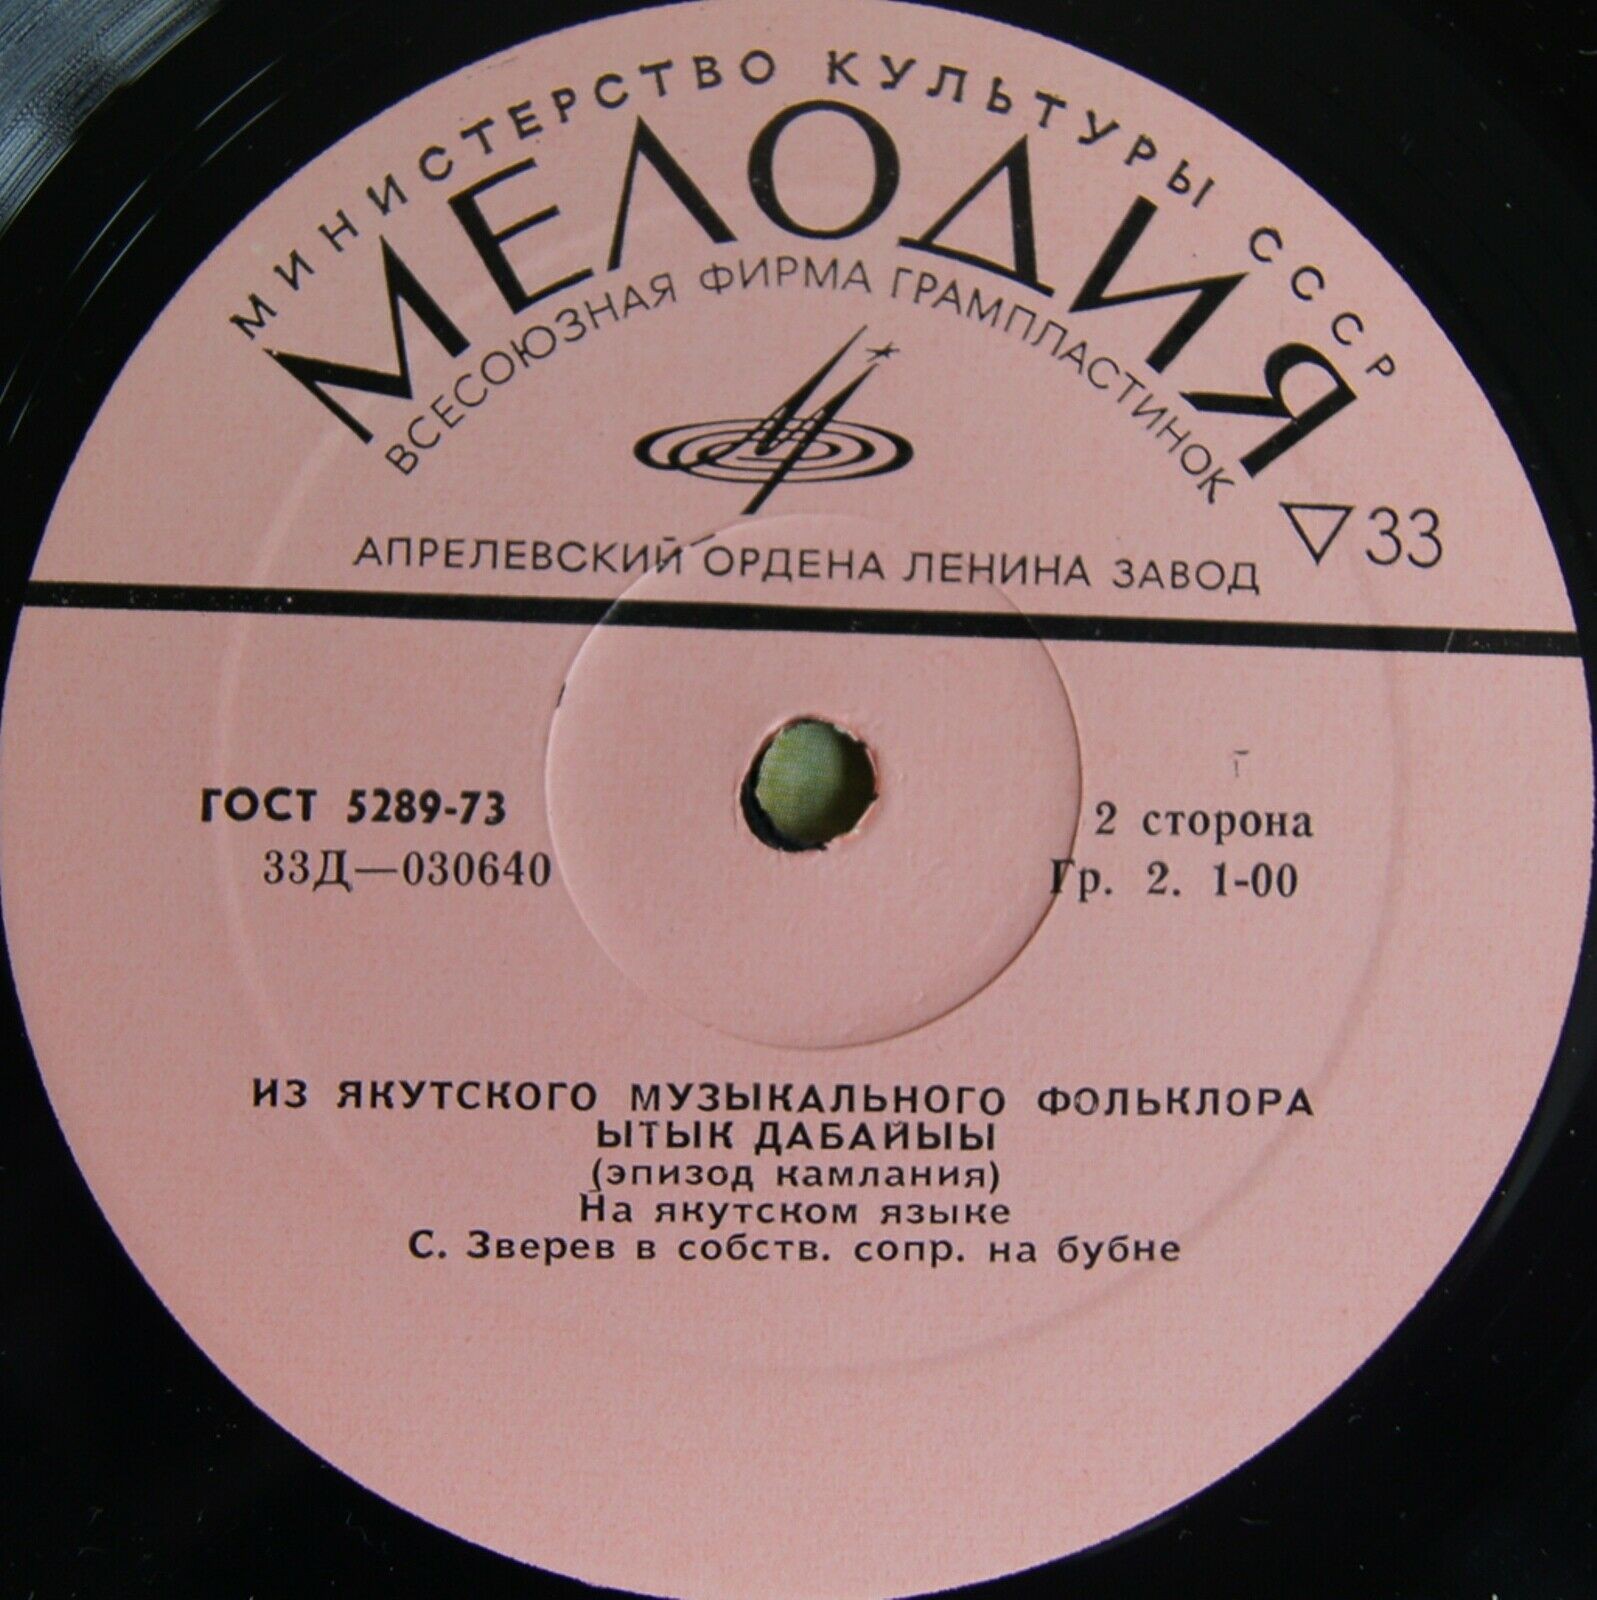 МИНИСТЕРСТВО КУЛЬТУРЫ СССР
МЕЛОДИЯ
ВСЕСОЮЗНАЯ ФИРМА ГРАМПЛАСТИНОК
▽33
АПРЕЛЕВСКИЙ ОРДЕНА ЛЕНИНА ЗАВОД
ГОСТ 5289-73
33Д—030640
2 сторона
Гр. 2. 1-00
ИЗ ЯКУТСКОГО МУЗЫКАЛЬНОГО ФОЛЬКЛОРА
ЫТЫК ДАБАЙЫЫ
(эпизод камлания)
На якутском языке
С. Зверев в собств. сопр. на бубне